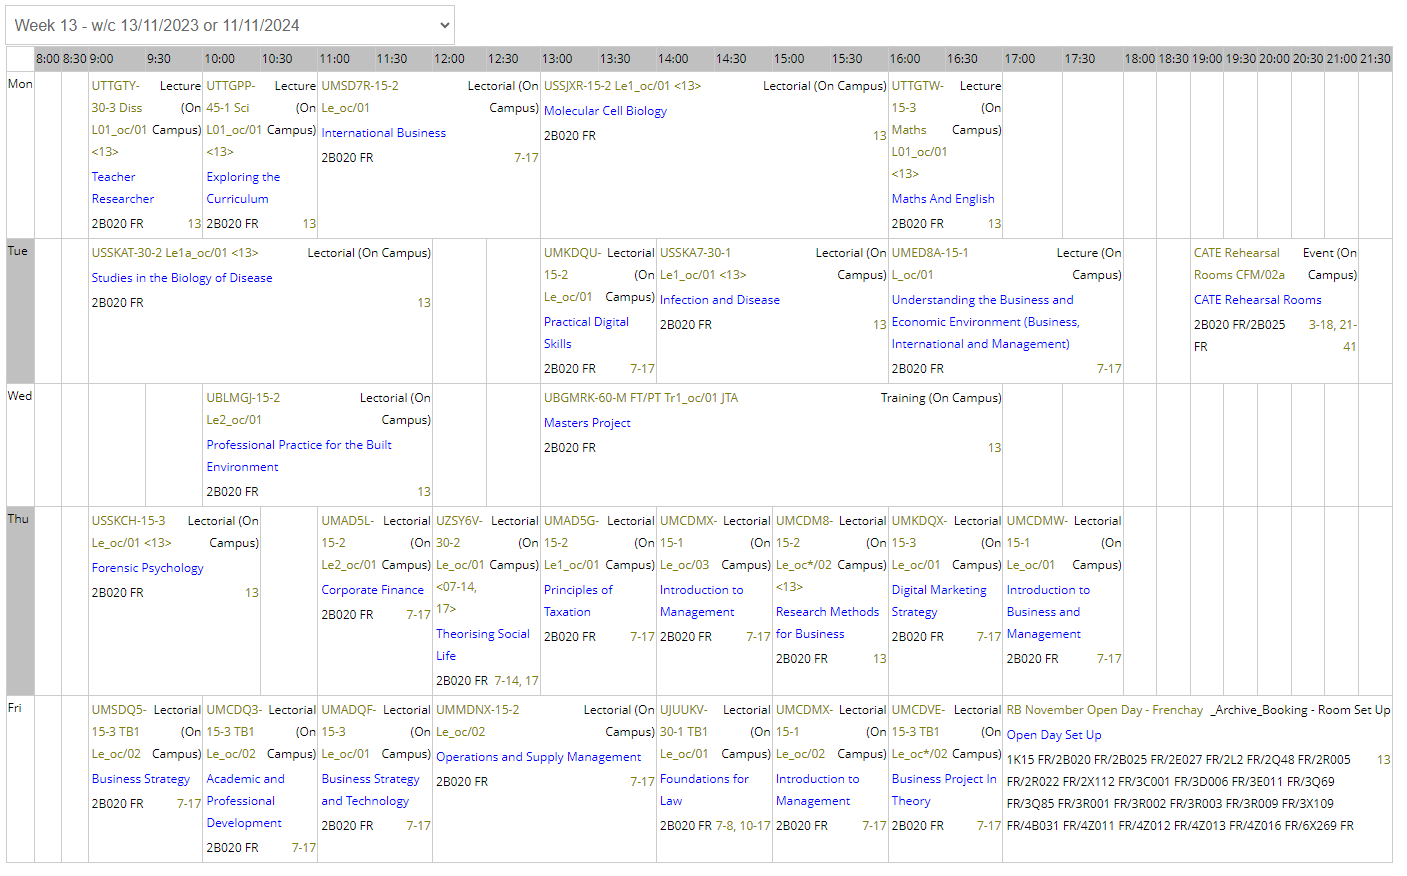 Week 13 - w/c 13/11/2023 or 11/11/2024
8:00 8:30 9:00 9:30 10:00 10:30 11:00 11:30 12:00 12:30 13:00 13:30 14:00 14:30 15:00 15:30 16:00 16:30 17:00 17:30 18:00 18:30 19:00 19:30 20:00 20:30 21:00 21:30
Mon
UTTGTY- Lecture
30-3 Diss (On
L01_oc/01 Campus)
<13>
Teacher
Researcher
2B020 FR 13
UTTGPP- Lecture
45-1 Sci (On
L01_oc/01 Campus)
<13>
Exploring the
Curriculum
2B020 FR 13
UMSD7R-15-2 Lectorial (On
Le_oc/01 Campus)
International Business
2B020 FR 7-17
USSJXR-15-2 Le1_oc/01 <13> Lectorial (On Campus)
Molecular Cell Biology
2B020 FR 13
UTTGTW- Lecture
15-3 (On
Maths Campus)
L01_oc/01
<13>
Maths And English
2B020 FR 13
Tue
USSKAT-30-2 Le1a_oc/01 <13> Lectorial (On Campus)
Studies in the Biology of Disease
2B020 FR 13
UMKDQU- Lectorial
15-2 (On
Le_oc/01 Campus)
Practical Digital
Skills
2B020 FR 7-17
USSKA7-30-1 Lectorial (On
Le1_oc/01 <13> Campus)
Infection and Disease
2B020 FR 13
UMED8A-15-1 Lecture (On
L_oc/01 Campus)
Understanding the Business and
Economic Environment (Business,
International and Management)
2B020 FR 7-17
CATE Rehearsal Event (On
Rooms CFM/02a Campus)
CATE Rehearsal Rooms
2B020 FR/2B025 3-18, 21-
FR 41
Wed
UBLMGJ-15-2 Lectorial (On
Le2_oc/01 Campus)
Professional Practice for the Built
Environment
2B020 FR 13
UBGMRK-60-M FT/PT Tr1_oc/01 JTA Training (On Campus)
Masters Project
2B020 FR 13
Thu
USSKCH-15-3 Lectorial (On
Le_oc/01 <13> Campus)
Forensic Psychology
2B020 FR 13
UMAD5L- Lectorial
15-2 (On
Le2_oc/01 Campus)
Corporate Finance
2B020 FR 7-17
UZSY6V- Lectorial
30-2 (On
Le_oc/01 Campus)
<07-14,
17>
Theorising Social
Life
2B020 FR 7-14, 17
UMAD5G- Lectorial
15-2 (On
Le1_oc/01 Campus)
Principles of
Taxation
2B020 FR 7-17
UMCDMX- Lectorial
15-1 (On
Le_oc/03 Campus)
Introduction to
Management
2B020 FR 7-17
UMCDM8- Lectorial
15-2 (On
Le_oc*/02 Campus)
<13>
Research Methods
for Business
2B020 FR 13
UMKDQX- Lectorial
15-3 (On
Le_oc/01 Campus)
Digital Marketing
Strategy
2B020 FR 7-17
UMCDMW- Lectorial
15-1 (On
Le_oc/01 Campus)
Introduction to
Business and
Management
2B020 FR 7-17
Fri
UMSDQ5- Lectorial
15-3 TB1 (On
Le_oc/02 Campus)
Business Strategy
2B020 FR 7-17
UMCDQ3- Lectorial
15-3 TB1 (On
Le_oc/02 Campus)
Academic and
Professional
Development
2B020 FR 7-17
UMADQF- Lectorial
15-3 (On
Le_oc/01 Campus)
Business Strategy
and Technology
2B020 FR 7-17
UMMDNX-15-2 Lectorial (On
Le_oc/02 Campus)
Operations and Supply Management
2B020 FR 7-17
UJUUKV- Lectorial
30-1 TB1 (On
Le_oc/01 Campus)
Foundations for
Law
2B020 FR 7-8, 10-17
UMCDMX- Lectorial
15-1 (On
Le_oc/02 Campus)
Introduction to
Management
2B020 FR 7-17
UMCDVE- Lectorial
15-3 TB1 (On
Le_oc*/02 Campus)
Business Project In
Theory
2B020 FR 7-17
RB November Open Day - Frenchay _Archive_Booking - Room Set Up
Open Day Set Up
1K15 FR/2B020 FR/2B025 FR/2E027 FR/2L2 FR/2Q48 FR/2R005 13
FR/2R022 FR/2X112 FR/3C001 FR/3D006 FR/3E011 FR/3Q69
FR/3Q85 FR/3R001 FR/3R002 FR/3R003 FR/3R009 FR/3X109
FR/4B031 FR/4Z011 FR/4Z012 FR/4Z013 FR/4Z016 FR/6X269 FR